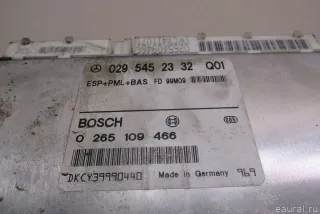 029 545 23 32 Q01
ESP+PML+BAS FD 99M09
BOSCH
0 265 109 466
DKCY39990440 Made in Germany 969
eaural.ru